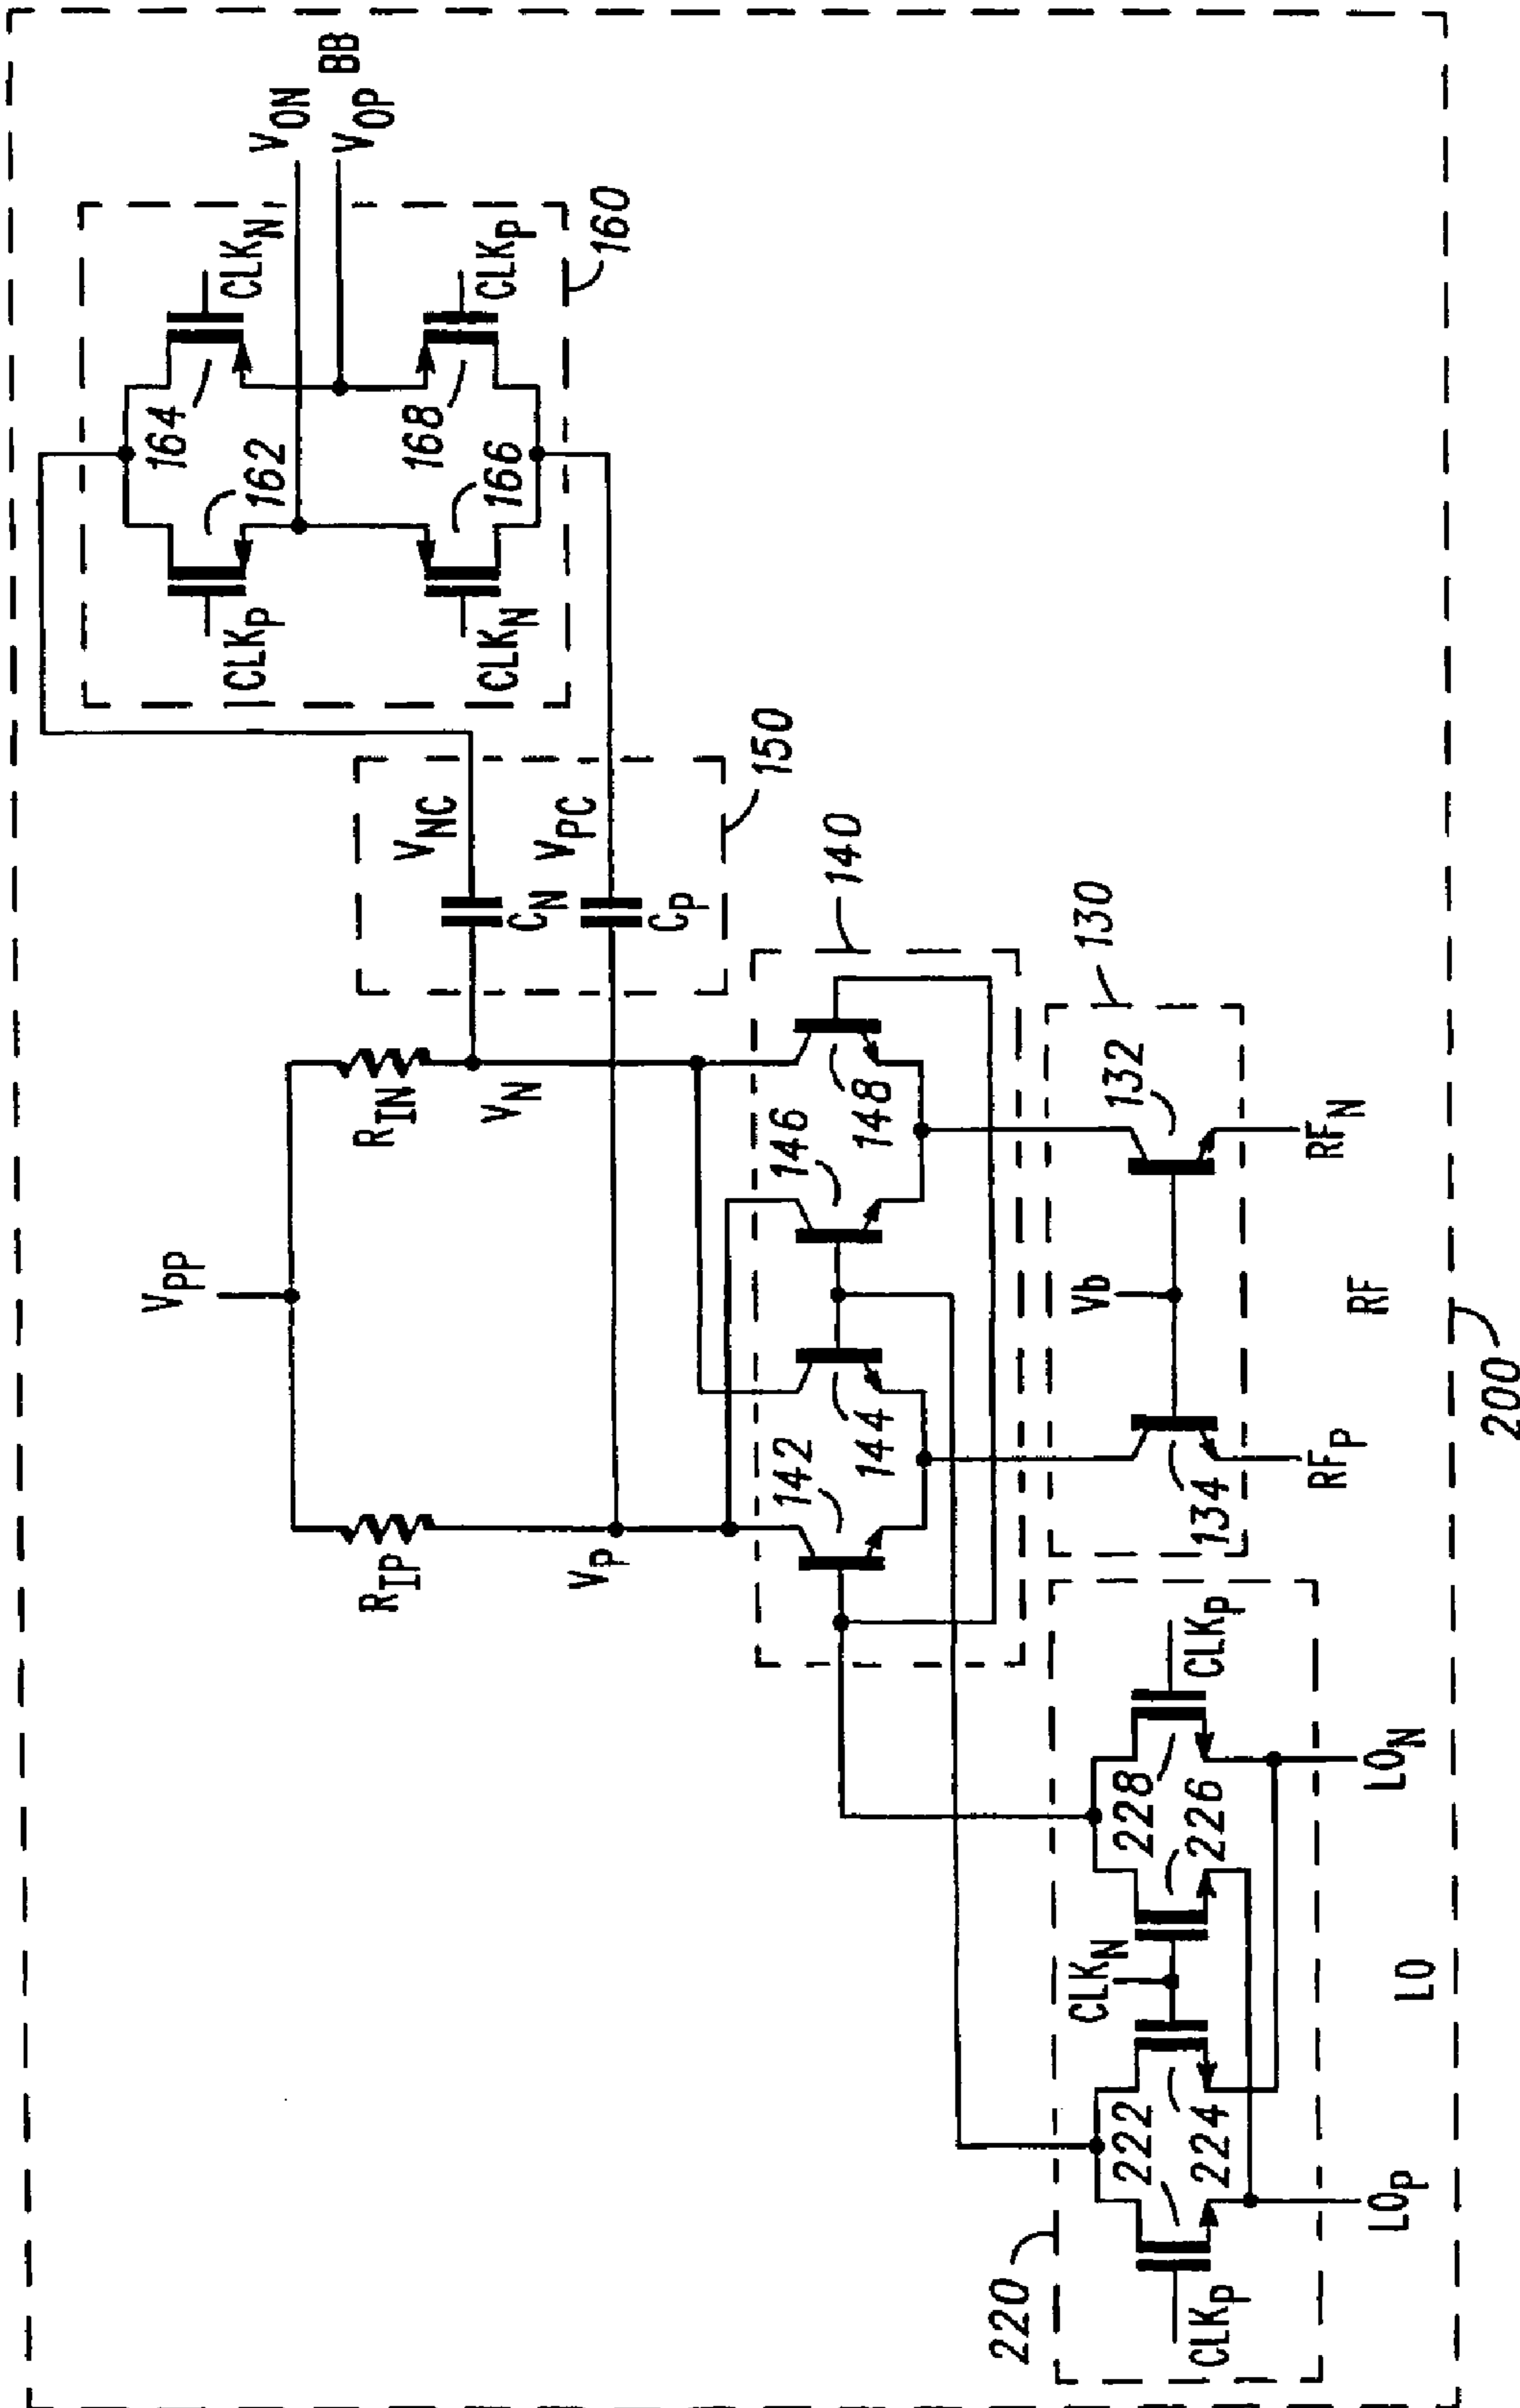 V_PP
R_IP
R_IN
V_P
V_N
V_NC
V_PC
C_N
C_P
150
CLK_P
162
164
CLK_N
V_ON
BB
V_OP
CLK_N
166
168
CLK_P
160
140
142
144
146
148
130
Vb
134
132
RF_P
RF
RF_N
220
CLK_P
222
224
CLK_N
226
228
CLK_P
LO_P
LO
LO_N
200